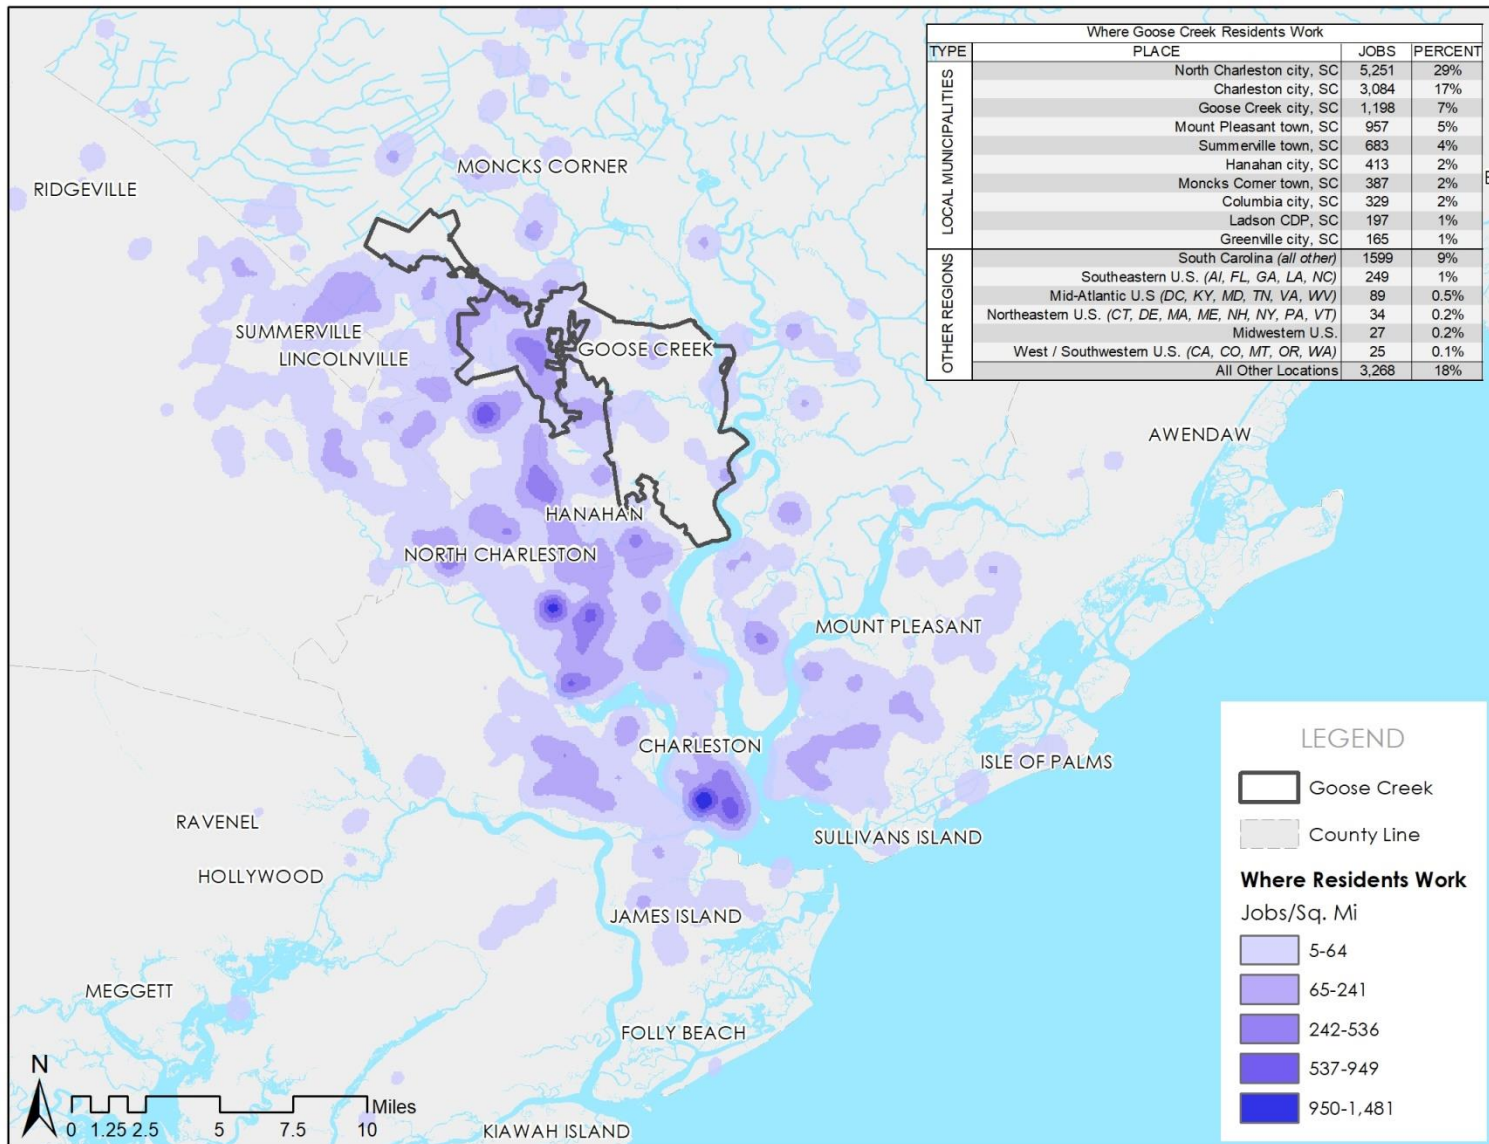 Where Goose Creek Residents Work
TYPE PLACE JOBS PERCENT
LOCAL MUNICIPALITIES
North Charleston city, SC 5,251 29%
Charleston city, SC 3,084 17%
Goose Creek city, SC 1,198 7%
Mount Pleasant town, SC 957 5%
Summerville town, SC 683 4%
Hanahan city, SC 413 2%
Moncks Corner town, SC 387 2%
Columbia city, SC 329 2%
Ladson CDP, SC 197 1%
Greenville city, SC 165 1%
OTHER REGIONS
South Carolina (all other) 1599 9%
Southeastern U.S. (Al, FL, GA, LA, NC) 249 1%
Mid-Atlantic U.S (DC, KY, MD, TN, VA, WV) 89 0.5%
Northeastern U.S. (CT, DE, MA, ME, NH, NY, PA, VT) 34 0.2%
Midwestern U.S. 27 0.2%
West / Southwestern U.S. (CA, CO, MT, OR, WA) 25 0.1%
All Other Locations 3,268 18%
E
MONCKS CORNER
RIDGEVILLE
SUMMERVILLE
LINCOLNVILLE
GOOSE CREEK
AWENDAW
HANAHAN
NORTH CHARLESTON
MOUNT PLEASANT
CHARLESTON
ISLE OF PALMS
RAVENEL
SULLIVANS ISLAND
HOLLYWOOD
JAMES ISLAND
MEGGETT
FOLLY BEACH
KIAWAH ISLAND
N
Miles
0 1.25 2.5 5 7.5 10
LEGEND
Goose Creek
County Line
Where Residents Work
Jobs/Sq. Mi
5-64
65-241
242-536
537-949
950-1,481